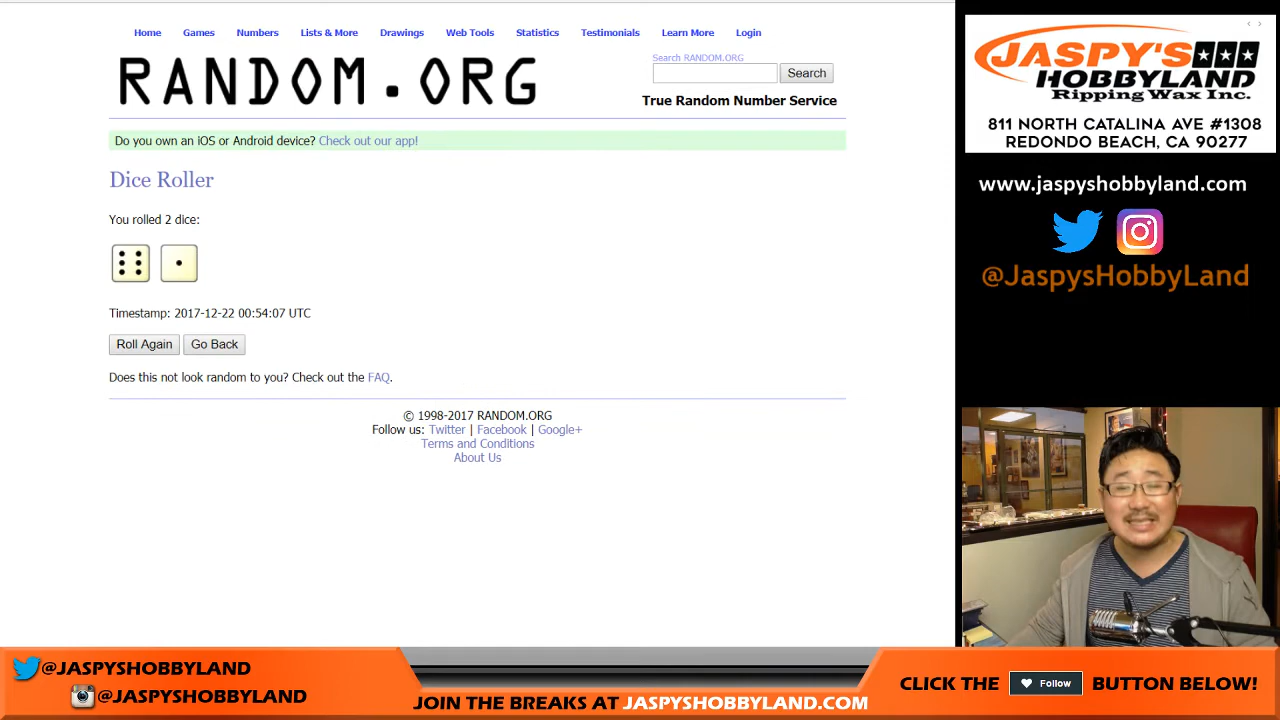 Home Games Numbers Lists & More Drawings Web Tools Statistics Testimonials Learn More Login
RANDOM.ORG
Search RANDOM.ORG
Search
True Random Number Service
Do you own an iOS or Android device? Check out our app!
Dice Roller
You rolled 2 dice:
Timestamp: 2017-12-22 00:54:07 UTC
Roll Again Go Back
Does this not look random to you? Check out the FAQ.
© 1998-2017 RANDOM.ORG
Follow us: Twitter | Facebook | Google+
Terms and Conditions
About Us
JASPY'S
HOBBYLAND
Ripping Wax Inc.
811 NORTH CATALINA AVE #1308
REDONDO BEACH, CA 90277
www.jaspyshobbyland.com
@JaspysHobbyLand
@JASPYSHOBBYLAND
@JASPYSHOBBYLAND
JOIN THE BREAKS AT JASPYSHOBBYLAND.COM
CLICK THE Follow BUTTON BELOW!